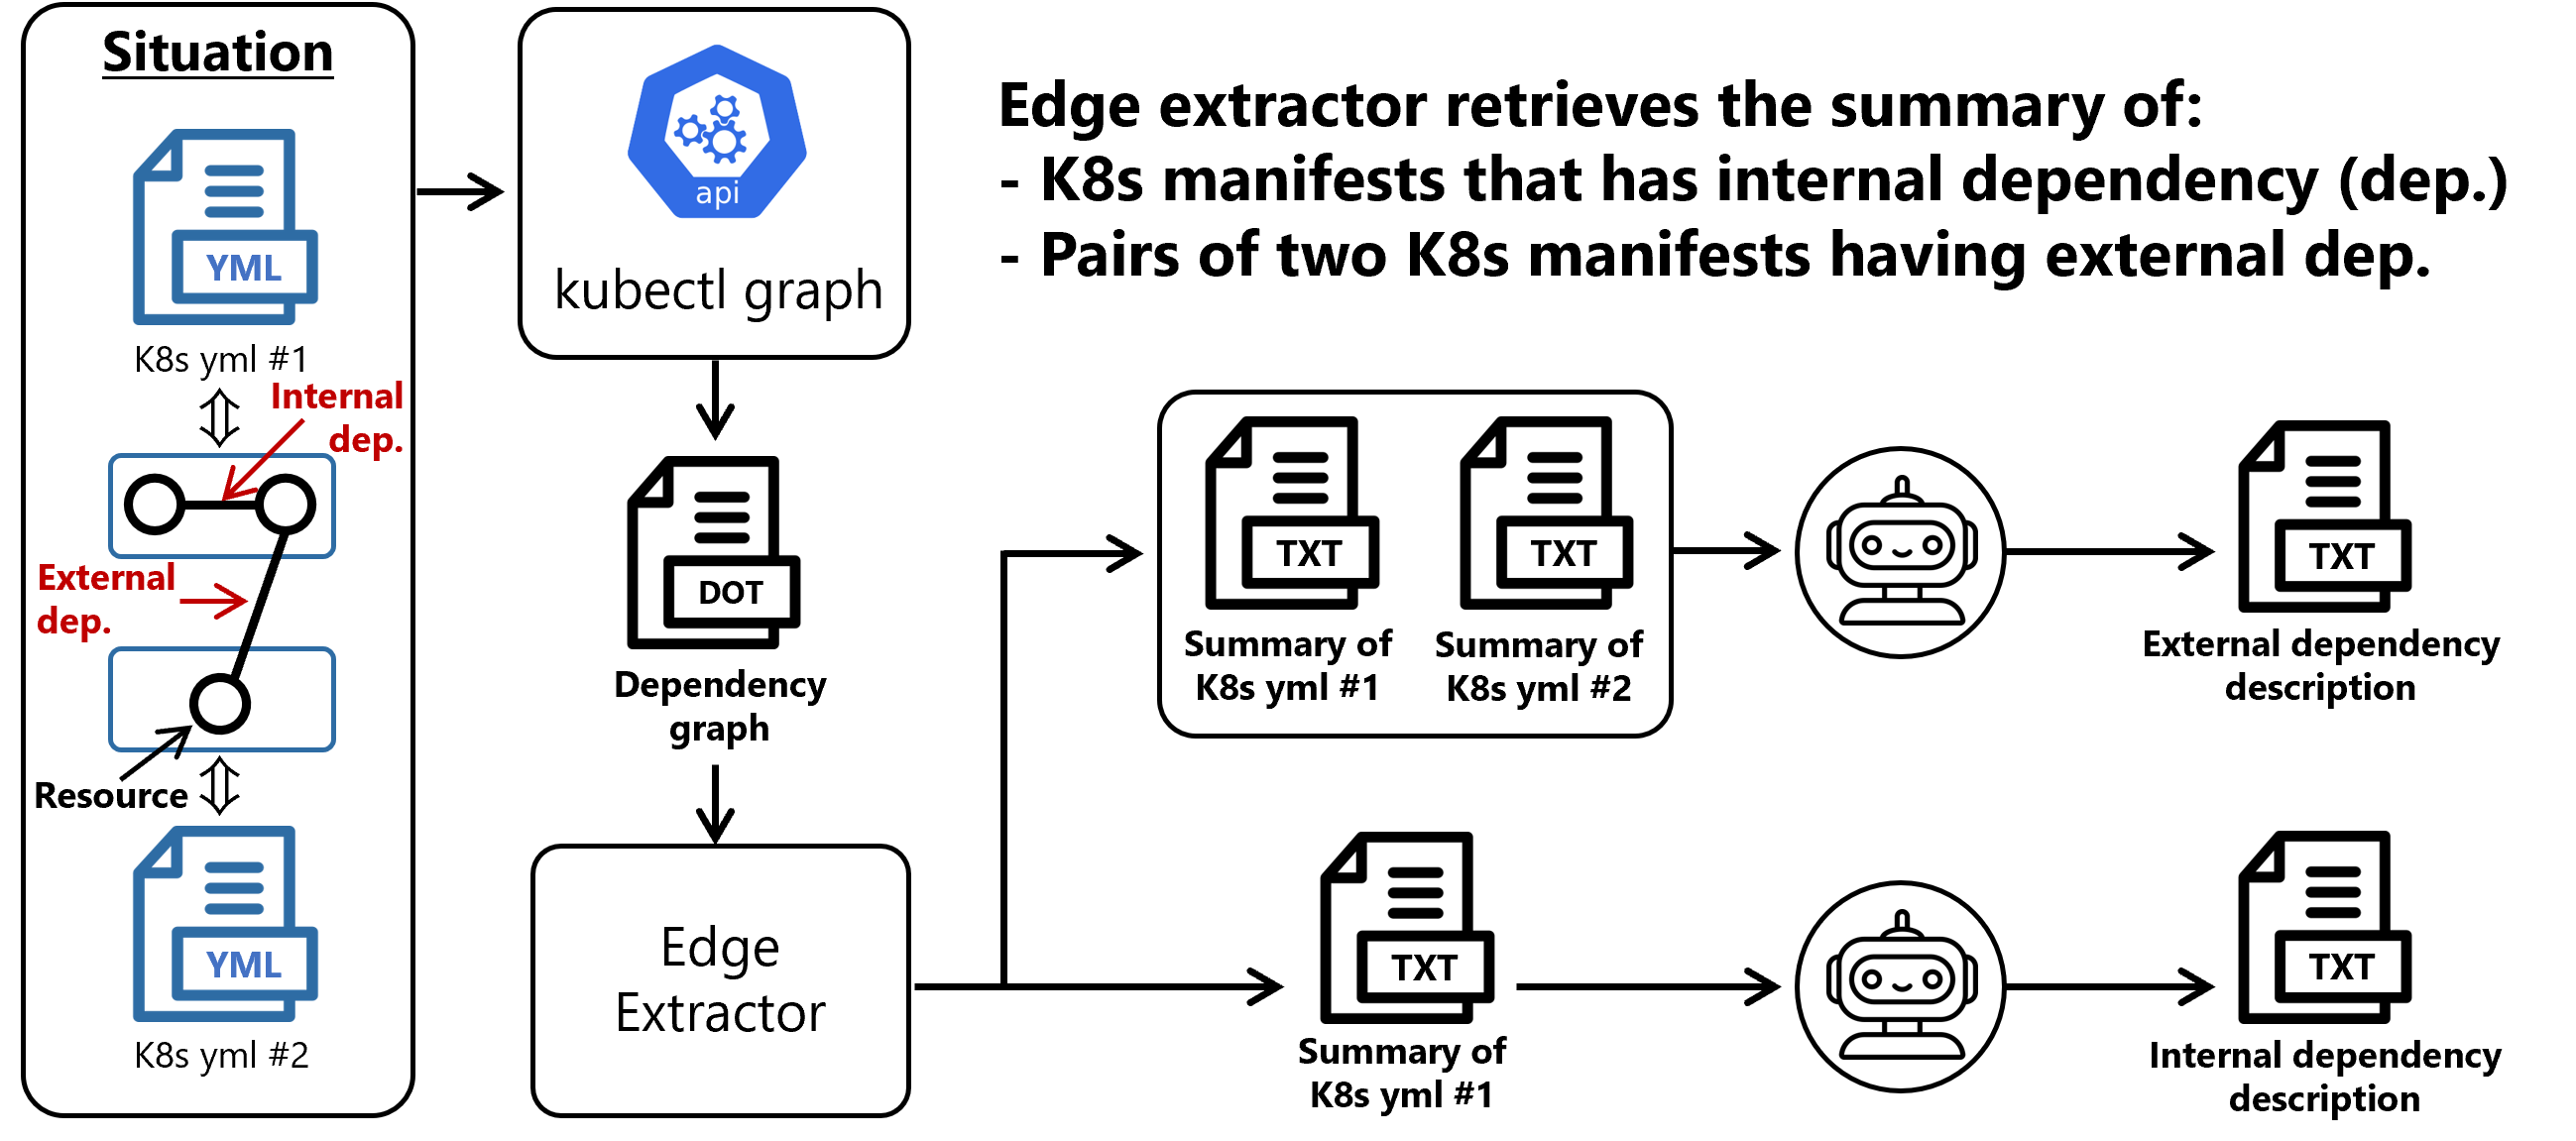 Situation
YML
K8s yml #1
Internal
dep.
External
dep.
Resource
YML
K8s yml #2
api
kubectl graph
DOT
Dependency
graph
Edge
Extractor
Edge extractor retrieves the summary of:
- K8s manifests that has internal dependency (dep.)
- Pairs of two K8s manifests having external dep.
TXT
Summary of
K8s yml #1
TXT
Summary of
K8s yml #2
TXT
External dependency
description
TXT
Summary of
K8s yml #1
TXT
Internal dependency
description